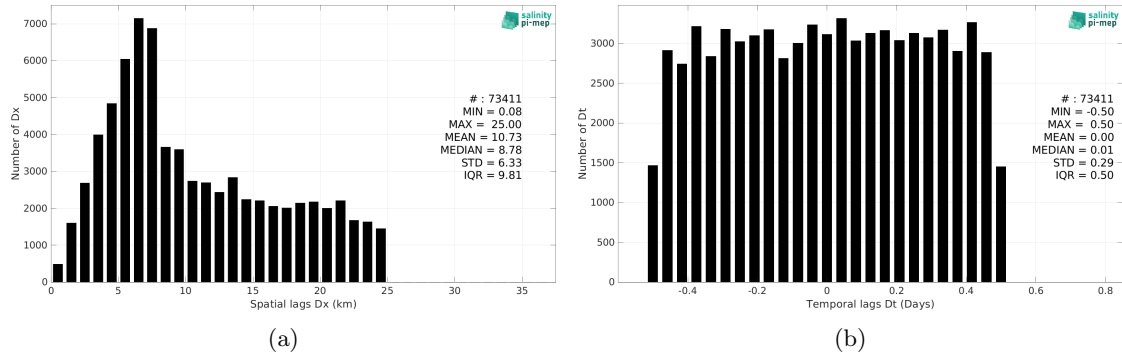 7000
6000
5000
4000
3000
2000
1000
0
Number of Dx
salinity
pi-mep
# : 73411
MIN = 0.08
MAX = 25.00
MEAN = 10.73
MEDIAN = 8.78
STD = 6.33
IQR = 9.81
0 5 10 15 20 25 30 35
Spatial lags Dx (km)
(a)
3000
2500
2000
1500
1000
500
0
Number of Dt
salinity
pi-mep
# : 73411
MIN = -0.50
MAX = 0.50
MEAN = 0.00
MEDIAN = 0.01
STD = 0.29
IQR = 0.50
-0.4 -0.2 0 0.2 0.4 0.6 0.8
Temporal lags Dt (Days)
(b)